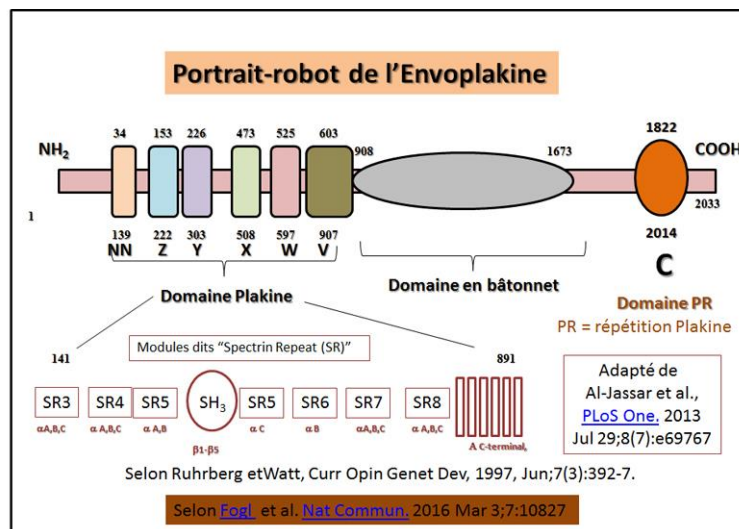 Portrait-robot de l'Envoplakine
34 153 226 473 525 603 908 1673 1822
NH2 COOH
1 2033
139 222 303 508 597 907 2014
NN Z Y X W V C
Domaine Plakine
Domaine en bâtonnet
Domaine PR
PR = répétition Plakine
141 891
Modules dits "Spectrin Repeat (SR)"
SR3 SR4 SR5 SH3 SR5 SR6 SR7 SR8
αA,B,C α A,B,C α A,B β1-β5 α C α B αA,B,C α A,B,C A C-terminal,
Adapté de
Al-Jassar et al.,
PLoS One. 2013
Jul 29;8(7):e69767
Selon Ruhrberg etWatt, Curr Opin Genet Dev, 1997, Jun;7(3):392-7.
Selon Fogl et al. Nat Commun. 2016 Mar 3;7:10827